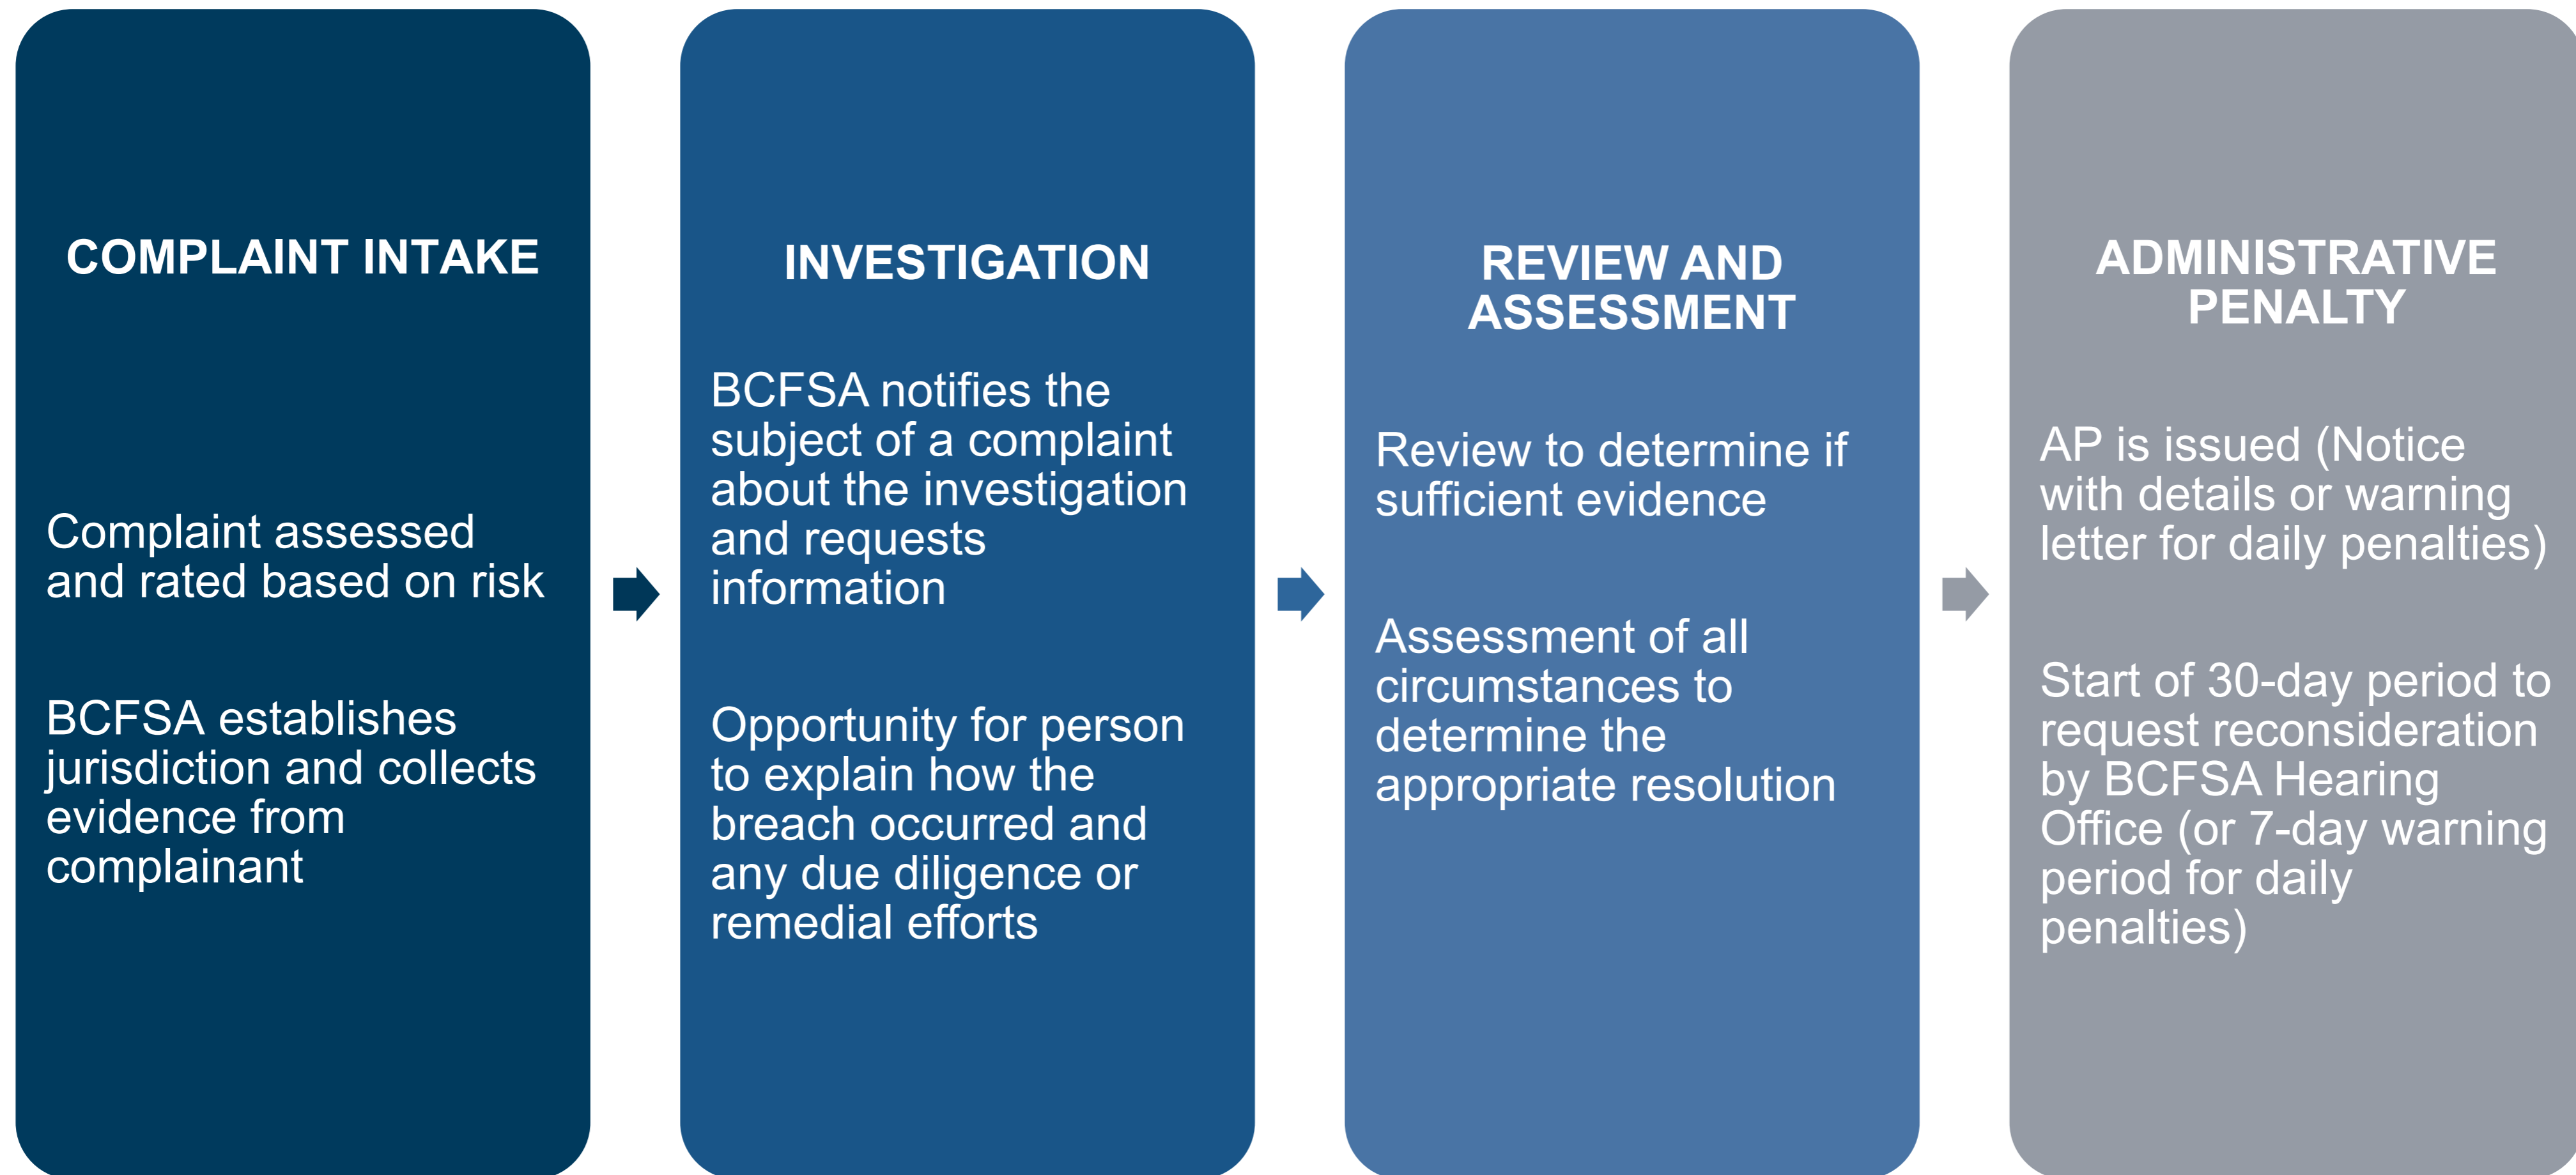 COMPLAINT INTAKE
Complaint assessed
and rated based on risk
BCFSA establishes
jurisdiction and collects
evidence from
complainant
INVESTIGATION
BCFSA notifies the
subject of a complaint
about the investigation
and requests
information
Opportunity for person
to explain how the
breach occurred and
any due diligence or
remedial efforts
REVIEW AND
ASSESSMENT
Review to determine if
sufficient evidence
Assessment of all
circumstances to
determine the
appropriate resolution
ADMINISTRATIVE
PENALTY
AP is issued (Notice
with details or warning
letter for daily penalties)
Start of 30-day period to
request reconsideration
by BCFSA Hearing
Office (or 7-day warning
period for daily
penalties)